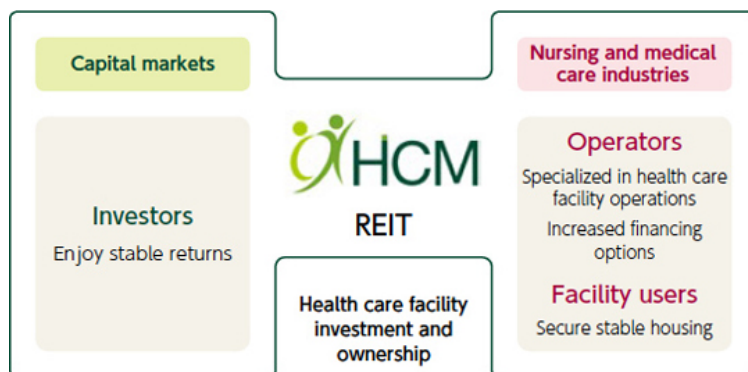 Capital markets
Investors
Enjoy stable returns
HCM
REIT
Health care facility
investment and
ownership
Nursing and medical
care industries
Operators
Specialized in health care
facility operations
Increased financing
options
Facility users
Secure stable housing